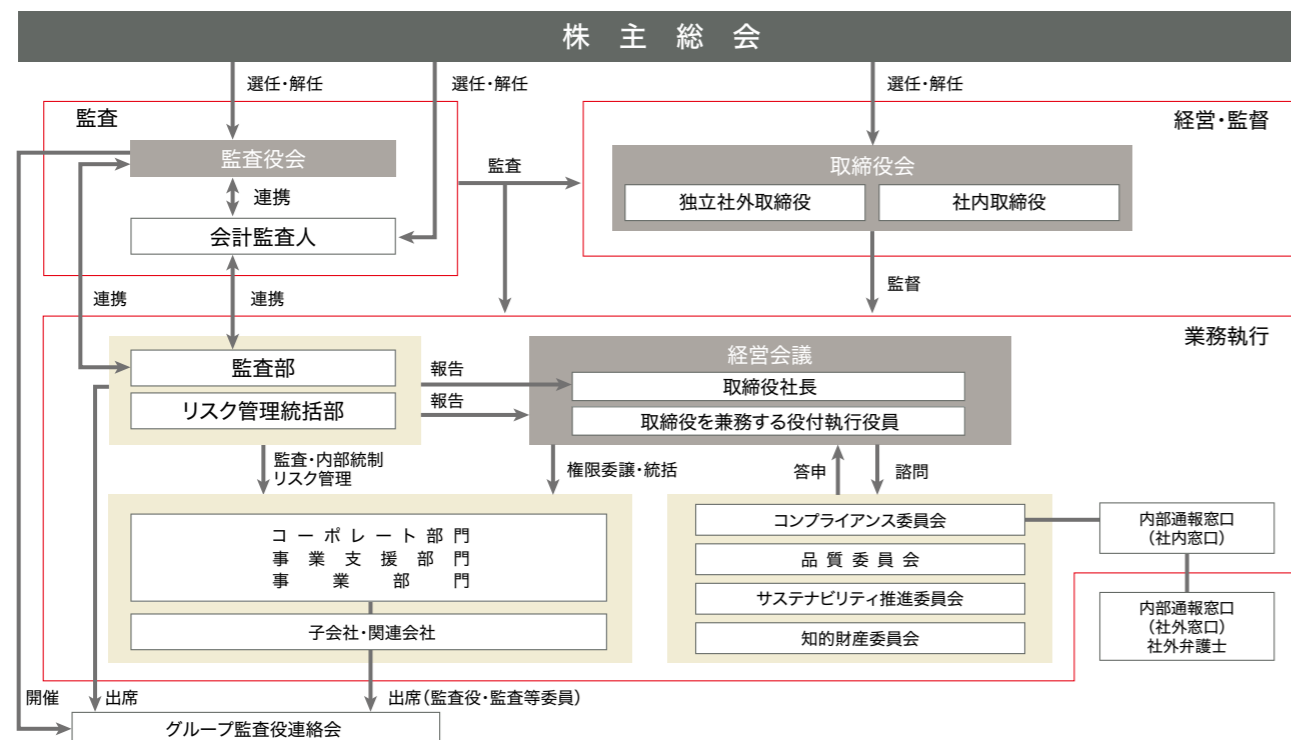 株主総会
選任・解任
選任・解任
選任・解任
監査
経営・監督
監査役会
連携
会計監査人
監査
取締役会
独立社外取締役
社内取締役
連携
連携
監督
業務執行
監査部
リスク管理統括部
報告
報告
経営会議
取締役社長
取締役を兼務する役付執行役員
監査・内部統制
リスク管理
権限委譲・統括
答申
諮問
コーポレート部門
事業支援部門
事業部門
子会社・関連会社
コンプライアンス委員会
品質委員会
サステナビリティ推進委員会
知的財産委員会
内部通報窓口
（社内窓口）
内部通報窓口
（社外窓口）
社外弁護士
開催
出席
出席（監査役・監査等委員）
グループ監査役連絡会